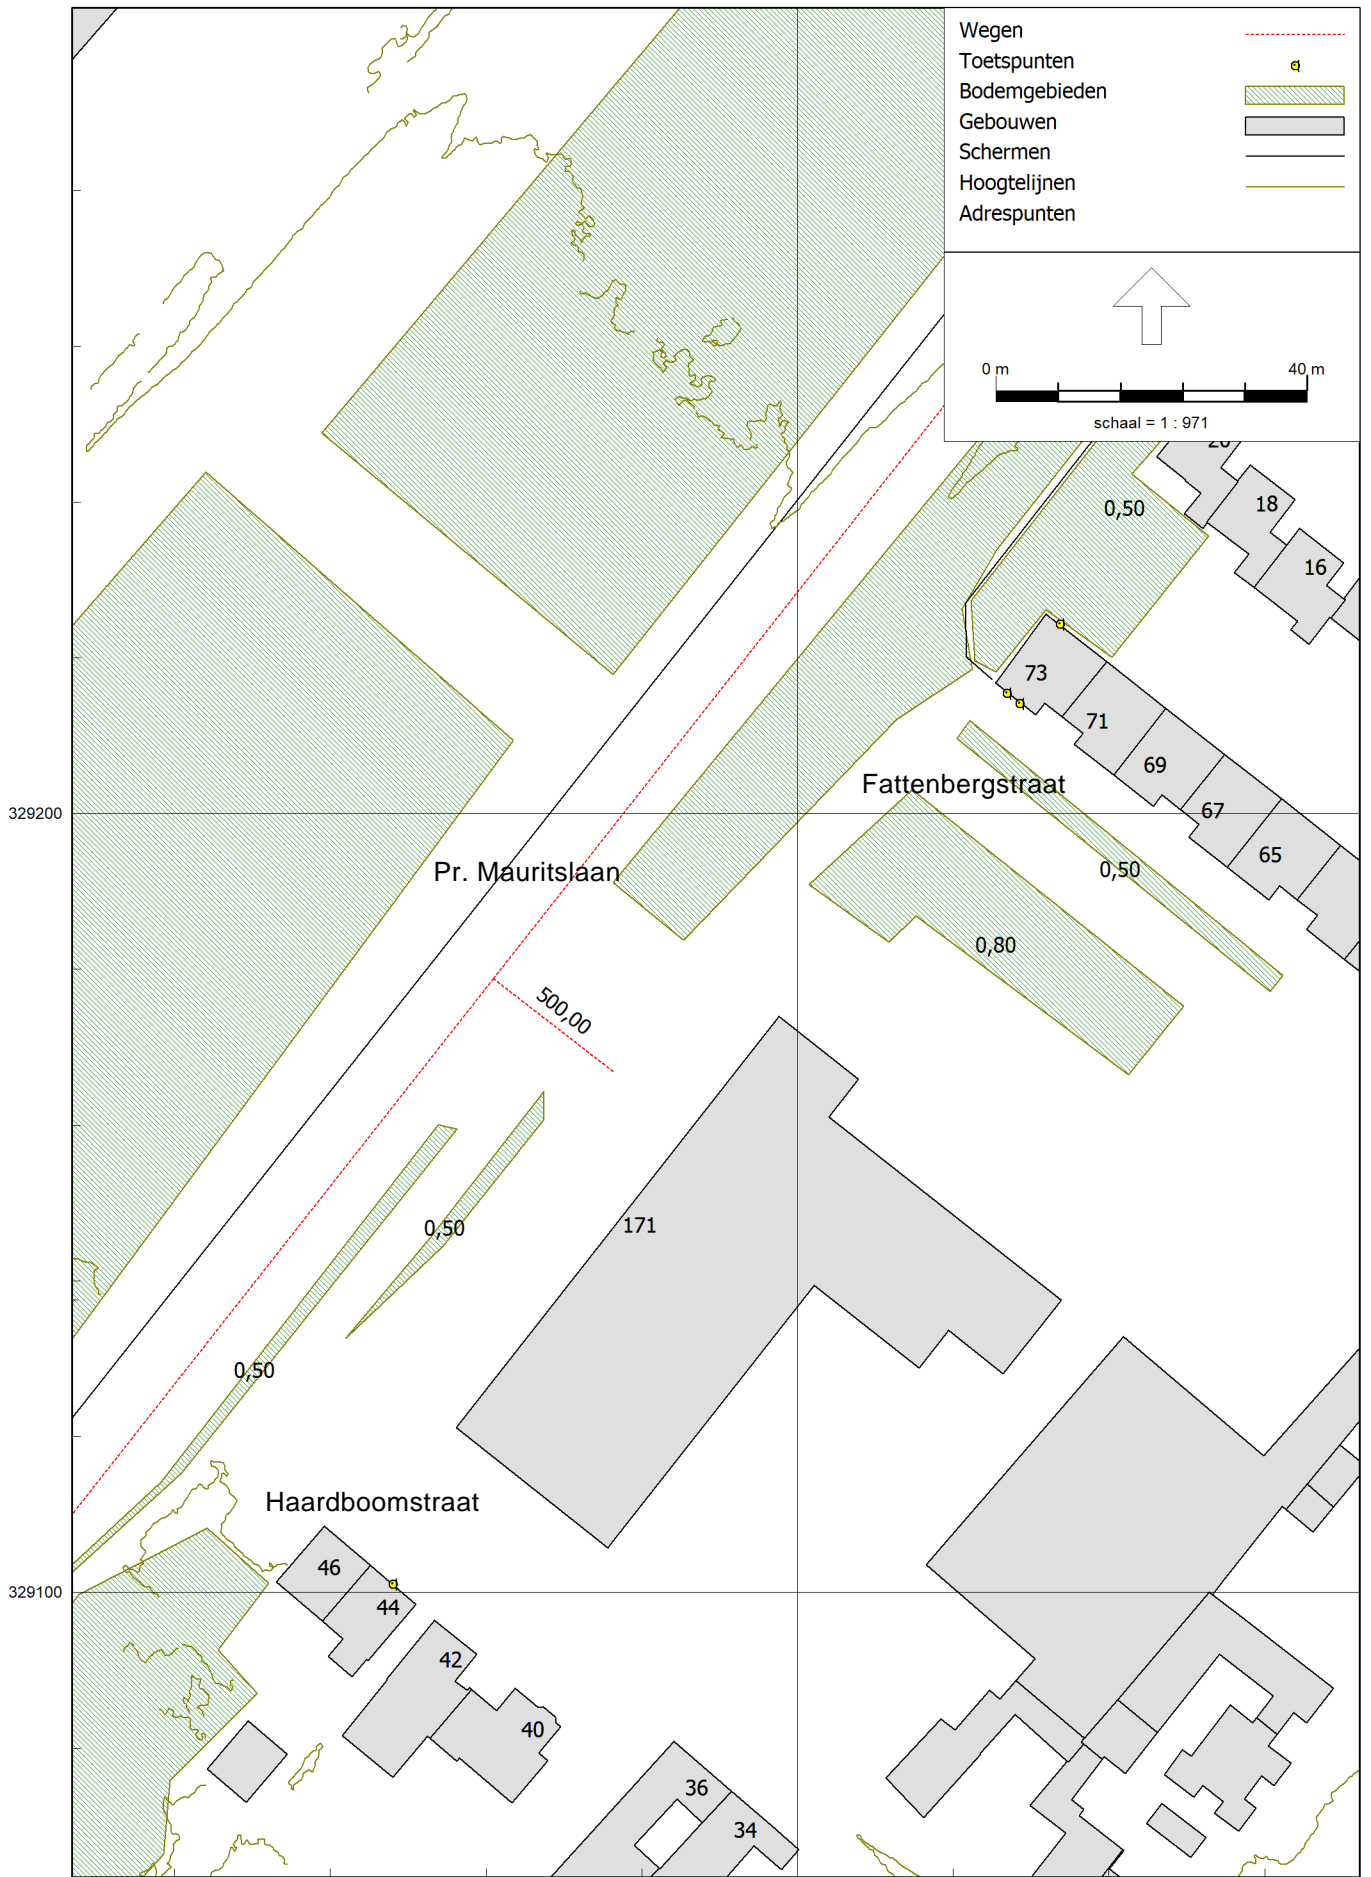 Wegen
Toetspunten
Bodemgebieden
Gebouwen
Schermen
Hoogtelijnen
Adrespunten
0 m 40 m
schaal = 1 : 971
20
18
0,50
16
73
71
69
Fattenbergstraat
329200
67
65
Pr. Mauritslaan
0,50
0,80
500,00
171
0,50
0,50
Haardboomstraat
46
329100
44
42
40
36
34